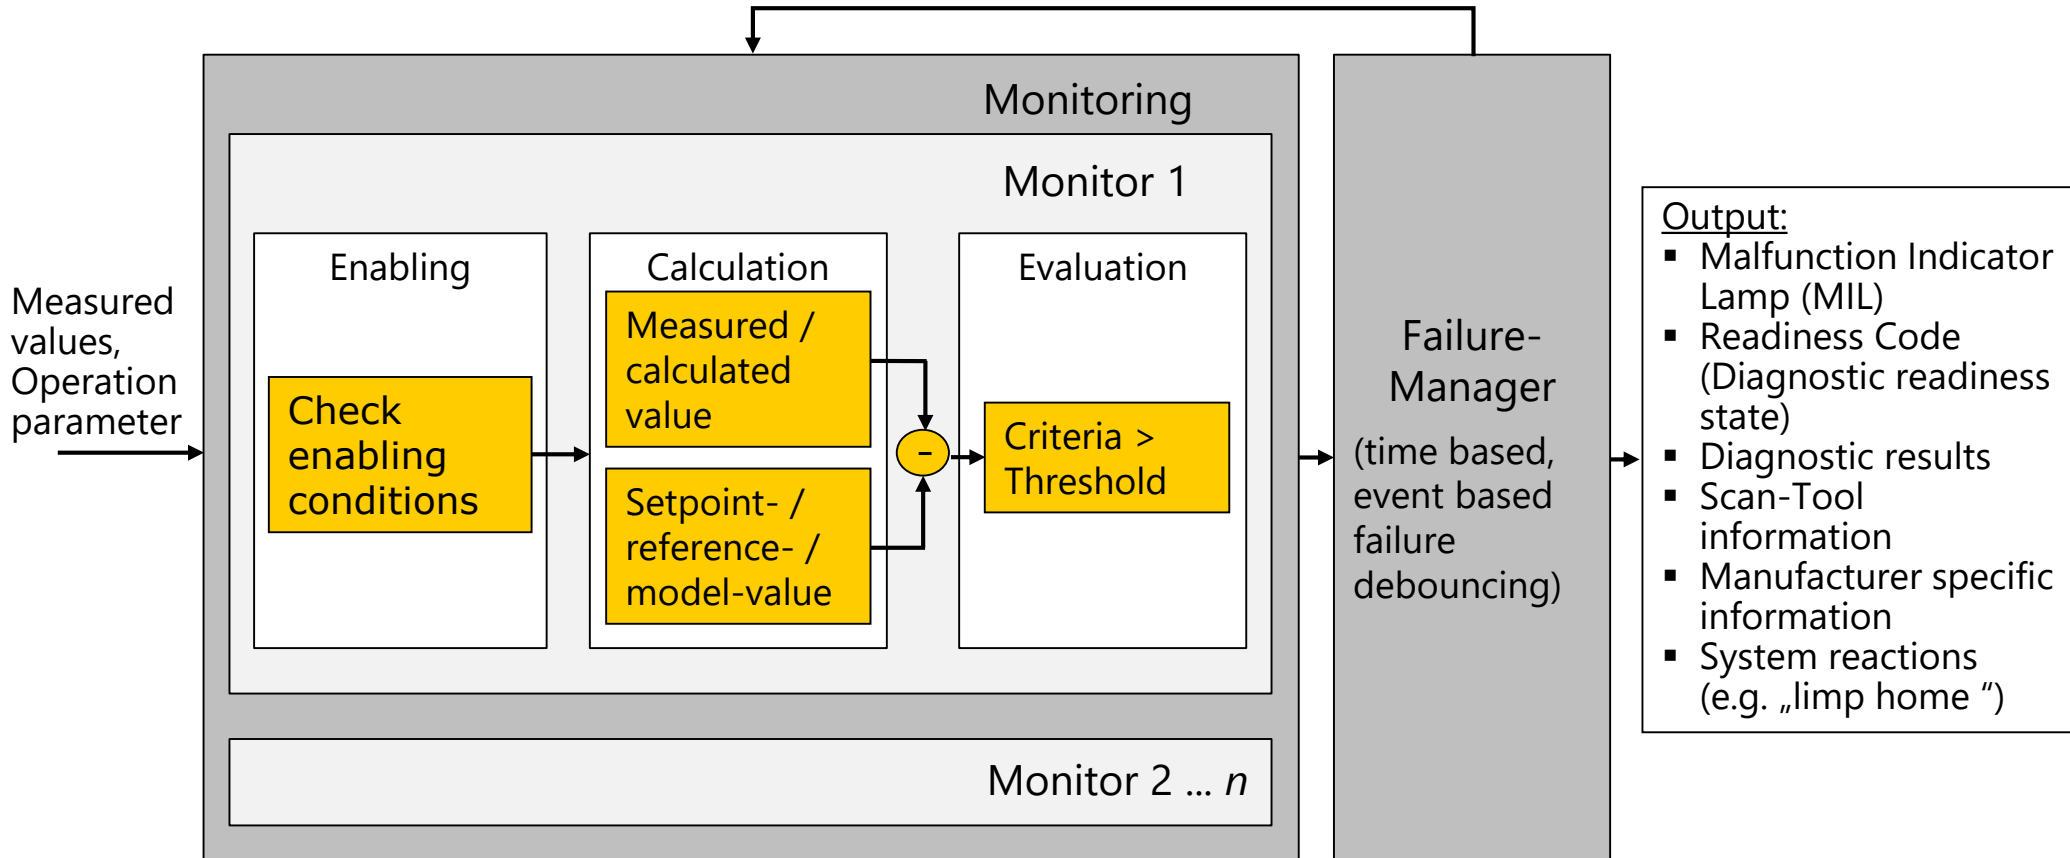 Monitoring
Monitor 1
Measured
values,
Operation
parameter
Enabling
Check
enabling
conditions
Calculation
Measured /
calculated
value
Setpoint- /
reference- /
model-value
-
Evaluation
Criteria >
Threshold
Monitor 2 ... n
Failure-
Manager
(time based,
event based
failure
debouncing)
Output:
▪ Malfunction Indicator
Lamp (MIL)
▪ Readiness Code
(Diagnostic readiness
state)
▪ Diagnostic results
▪ Scan-Tool
information
▪ Manufacturer specific
information
▪ System reactions
(e.g. „limp home “)